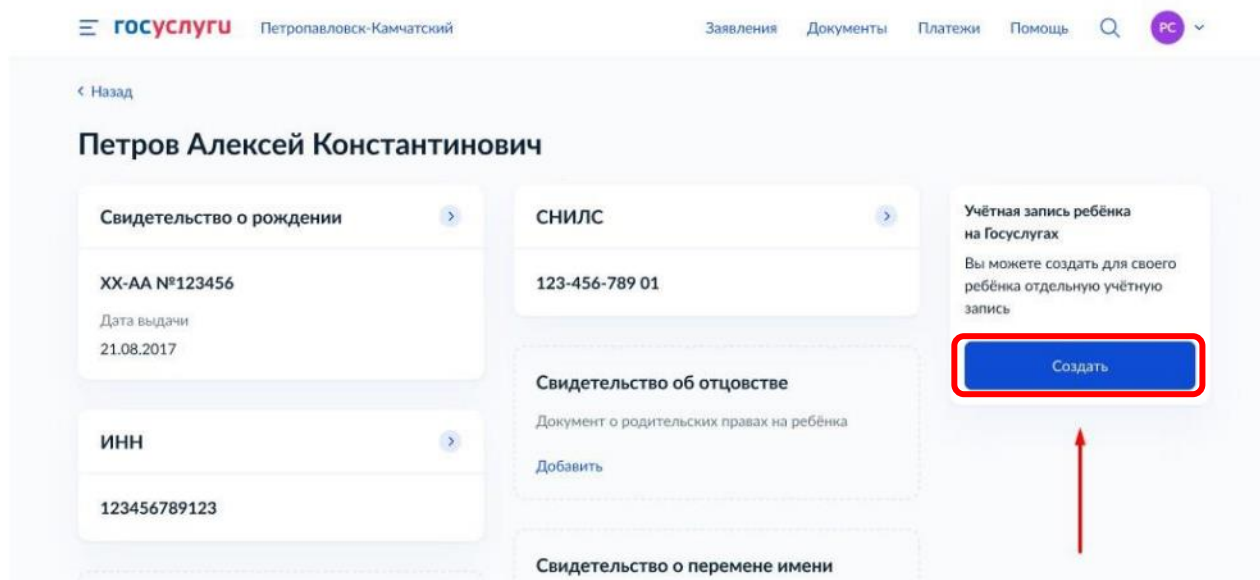 госуслуги Петропавловск-Камчатский Заявления Документы Платежи Помощь РС
Назад
Петров Алексей Константинович
Свидетельство о рождении
ХХ-АА №123456
Дата выдачи
21.08.2017
ИНН
123456789123
СНИЛС
123-456-789 01
Свидетельство об отцовстве
Документ о родительских правах на ребёнка
Добавить
Свидетельство о перемене имени
Учётная запись ребёнка
на Госуслугах
Вы можете создать для своего
ребёнка отдельную учётную
запись
Создать